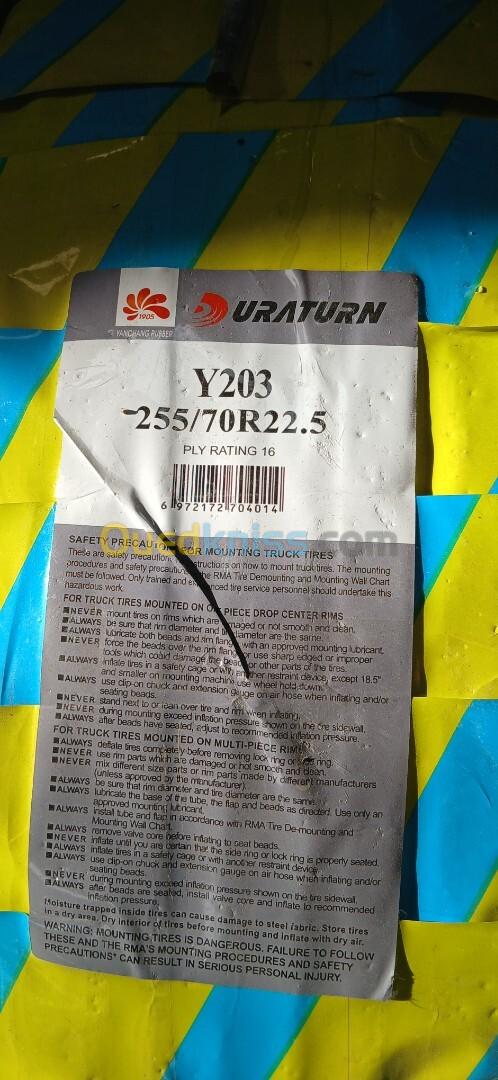 1905
YANCHANG RUBBER
DURATURN
Y203
255/70R22.5
PLY RATING 16
6 972172 704014
Ouedkniss.com
SAFETY PRECAUTIONS FOR MOUNTING TRUCK TIRES
These are safety precautions, instructions on how to mount truck tires. The mounting
procedures and safety precautions the RMA Tire Demounting and Mounting Wall Chart
must be followed. Only trained and experienced tire service personnel should undertake this
hazardous work.
FOR TRUCK TIRES MOUNTED ON ONE PIECE DROP CENTER RIMS
■NEVER mount tires on rims which are damaged or not smooth and clean.
■ALWAYS be sure that rim diameter and tire diameter are the same.
■ALWAYS lubricate both beads and rim flange with an approved mounting lubricant.
■NEVER force the beads over the rim flange or use sharp edged or improper
tools which could damage the beads or other parts of the tires.
■ALWAYS inflate tires in a safety cage or with another restraint device, except 18.5"
and smaller on mounting machine use wheel hold down.
■ALWAYS use clip-on chuck and extension gauge on air hose when inflating and/or
seating beads.
■NEVER stand next to or lean over tire and rim when inflating.
■NEVER during mounting exceed inflation pressure shown on the tire sidewall.
■ALWAYS after beads have seated, adjust to recommended inflation pressure.
FOR TRUCK TIRES MOUNTED ON MULTI-PIECE RIMS
■ALWAYS deflate tires completely before removing lock ring or side ring.
■NEVER use rim parts which are damaged or not smooth and clean.
■NEVER mix different size parts or rim parts made by different manufacturers
(unless approved by the manufacturer).
■ALWAYS be sure that rim diameter and tire diameter are the same.
■ALWAYS lubricate the base of the tube, the flap and beads as directed. Use only an
approved mounting lubricant.
■ALWAYS install tube and flap in accordance with RMA Tire De-mounting and
Mounting Wall Chart.
■ALWAYS remove valve core before inflating to seat beads.
■NEVER inflate until you are certain that the side ring or lock ring is properly seated.
■ALWAYS inflate tires in a safety cage or with another restraint device.
■ALWAYS use clip-on chuck and extension gauge on air hose when inflating and/or
seating beads.
■NEVER during mounting exceed inflation pressure shown on the tire sidewall.
■ALWAYS after beads are seated, install valve core and inflate to recommended
inflation pressure.
Moisture trapped inside tires can cause damage to steel fabric. Store tires
in a dry area. Dry interior of tires before mounting and inflate with dry air.
WARNING: MOUNTING TIRES IS DANGEROUS. FAILURE TO FOLLOW
THESE AND THE RMA'S MOUNTING PROCEDURES AND SAFETY
PRECAUTIONS* CAN RESULT IN SERIOUS PERSONAL INJURY.